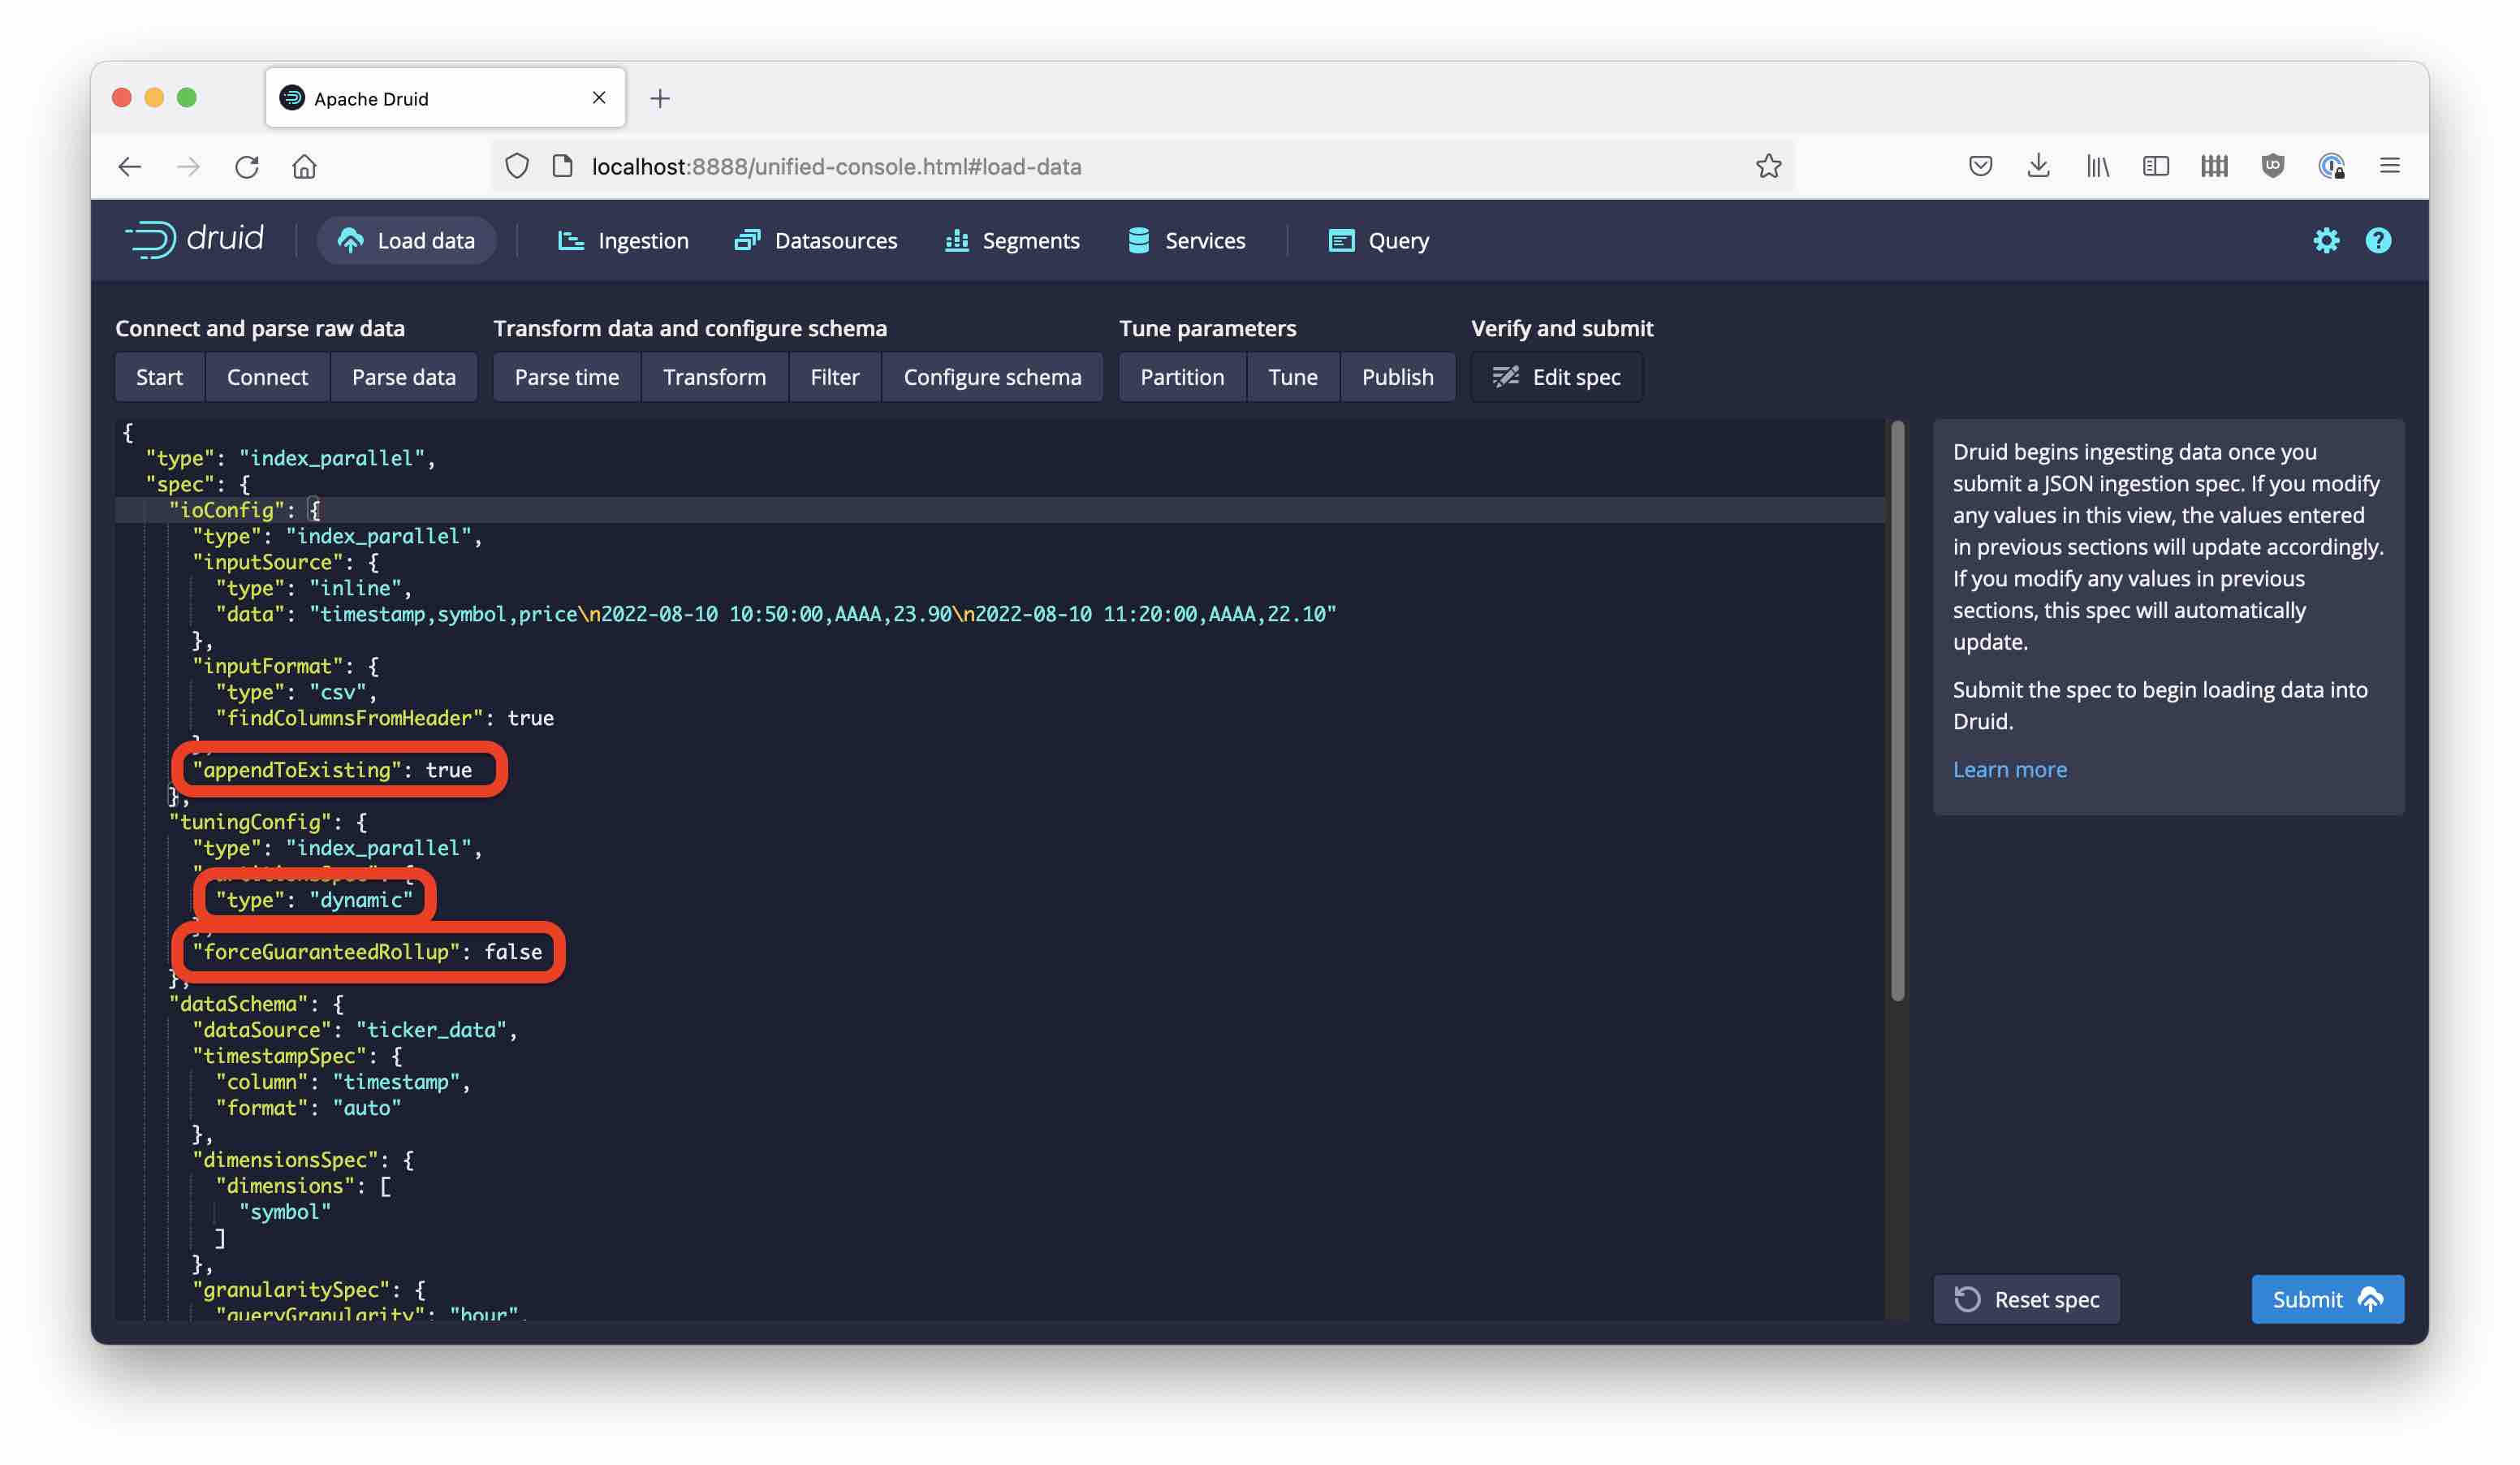 Apache Druid
localhost:8888/unified-console.html#load-data
druid
Load data
Ingestion
Datasources
Segments
Services
Query
Connect and parse raw data
Transform data and configure schema
Tune parameters
Verify and submit
Start
Connect
Parse data
Parse time
Transform
Filter
Configure schema
Partition
Tune
Publish
Edit spec
{
"type": "index_parallel",
"spec": {
"ioConfig": {
"type": "index_parallel",
"inputSource": {
"type": "inline",
"data": "timestamp,symbol,price\n2022-08-10 10:50:00,AAAA,23.90\n2022-08-10 11:20:00,AAAA,22.10"
},
"inputFormat": {
"type": "csv",
"findColumnsFromHeader": true
},
"appendToExisting": true
},
"tuningConfig": {
"type": "index_parallel",
"type": "dynamic"
"forceGuaranteedRollup": false
},
"dataSchema": {
"dataSource": "ticker_data",
"timestampSpec": {
"column": "timestamp",
"format": "auto"
},
"dimensionsSpec": {
"dimensions": [
"symbol"
]
},
"granularitySpec": {
"queryGranularity": "hour",
Druid begins ingesting data once you
submit a JSON ingestion spec. If you modify
any values in this view, the values entered
in previous sections will update accordingly.
If you modify any values in previous
sections, this spec will automatically
update.
Submit the spec to begin loading data into
Druid.
Learn more
Reset spec
Submit